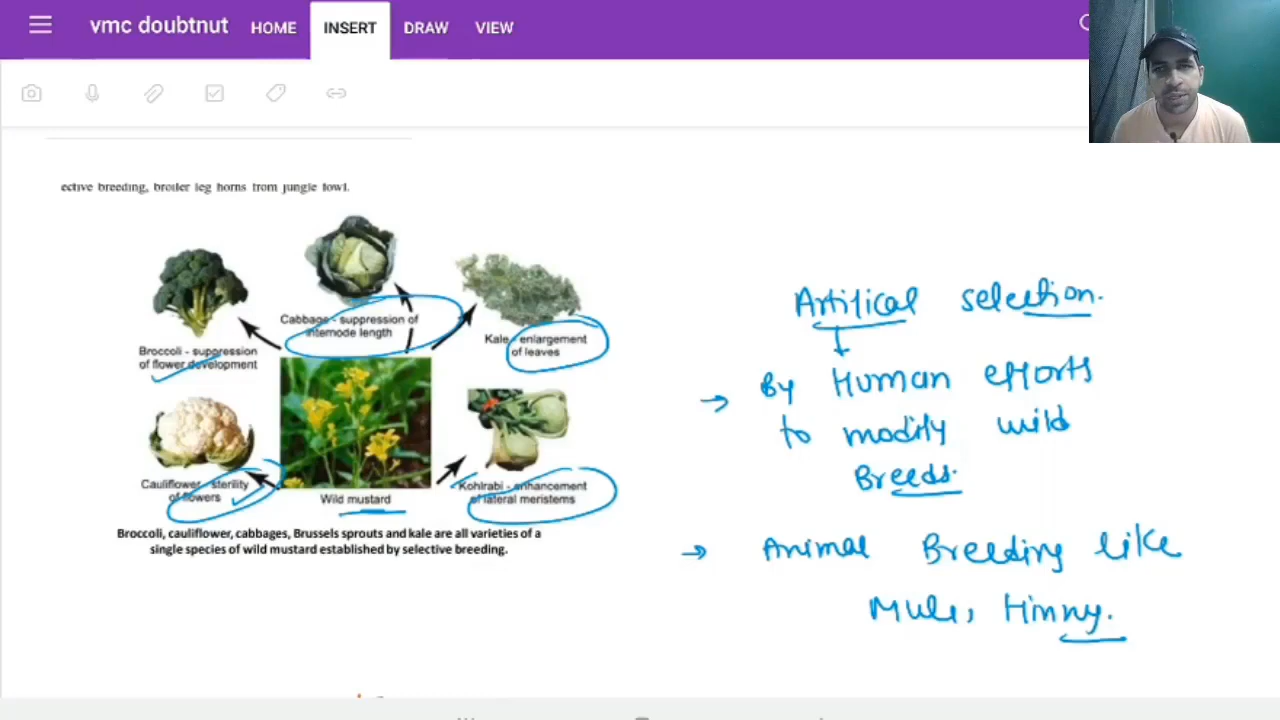 vmc doubtnut HOME INSERT DRAW VIEW
ective breeding, broiler leg horns from jungle fowl.
Cabbage - suppression of
internode length
Kale - enlargement
of leaves
Broccoli - suppression
of flower development
Cauliflower - sterility
of flowers
Kohlrabi - enhancement
of lateral meristems
Wild mustard
Broccoli, cauliflower, cabbages, Brussels sprouts and kale are all varieties of a
single species of wild mustard established by selective breeding.
Artifical selection.
→ By Human efforts
to modify wild
Breeds.
→ Animal Breeding like
Mule, Hinny.